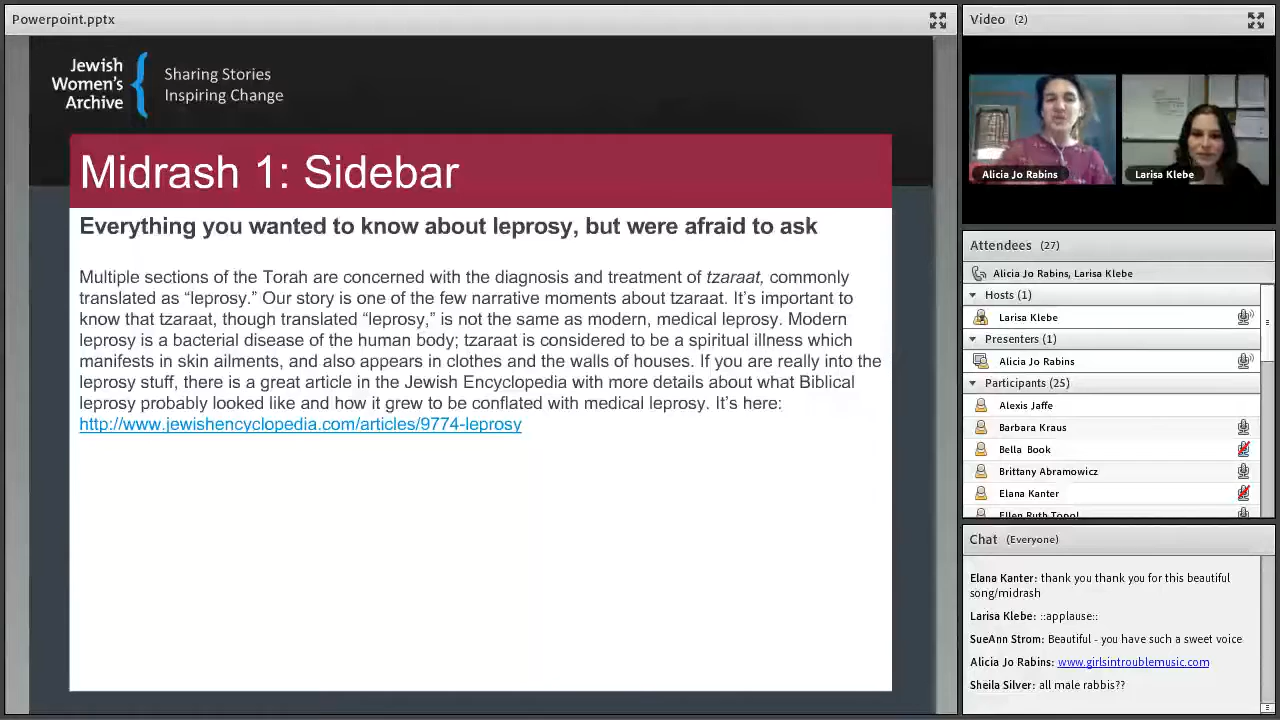 Powerpoint.pptx
Jewish
Women's
Archive
Sharing Stories
Inspiring Change
Midrash 1: Sidebar
Everything you wanted to know about leprosy, but were afraid to ask
Multiple sections of the Torah are concerned with the diagnosis and treatment of tzaraat, commonly
translated as “leprosy.” Our story is one of the few narrative moments about tzaraat. It’s important to
know that tzaraat, though translated “leprosy,” is not the same as modern, medical leprosy. Modern
leprosy is a bacterial disease of the human body; tzaraat is considered to be a spiritual illness which
manifests in skin ailments, and also appears in clothes and the walls of houses. If you are really into the
leprosy stuff, there is a great article in the Jewish Encyclopedia with more details about what Biblical
leprosy probably looked like and how it grew to be conflated with medical leprosy. It’s here:
http://www.jewishencyclopedia.com/articles/9774-leprosy
Video (2)
Alicia Jo Rabins
Larisa Klebe
Attendees (27)
Alicia Jo Rabins, Larisa Klebe
Hosts (1)
Larisa Klebe
Presenters (1)
Alicia Jo Rabins
Participants (25)
Alexis Jaffe
Barbara Kraus
Bella Book
Brittany Abramowicz
Elana Kanter
Ellen Ruth Topol
Chat (Everyone)
Elana Kanter: thank you thank you for this beautiful
song/midrash
Larisa Klebe: ::applause::
SueAnn Strom: Beautiful - you have such a sweet voice
Alicia Jo Rabins: www.girlsintroublemusic.com
Sheila Silver: all male rabbis??